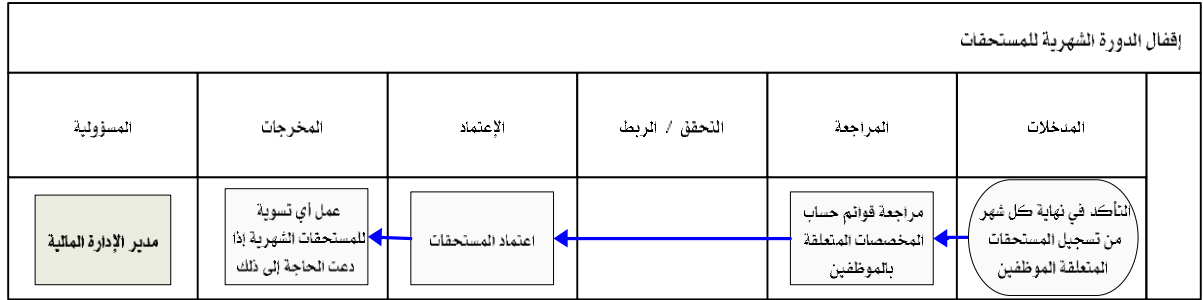 إقفال الدورة الشهرية للمستحقات
المدخلات
المراجعة
التحقق / الربط
الإعتماد
المخرجات
المسؤولية
التأكد في نهاية كل شهر
من تسجيل المستحقات
المتعلقة الموظفين
مراجعة قوائم حساب
المخصصات المتعلقة
بالموظفين
اعتماد المستحقات
عمل أي تسوية
للمستحقات الشهرية إذا
دعت الحاجة إلى ذلك
مدير الإدارة المالية